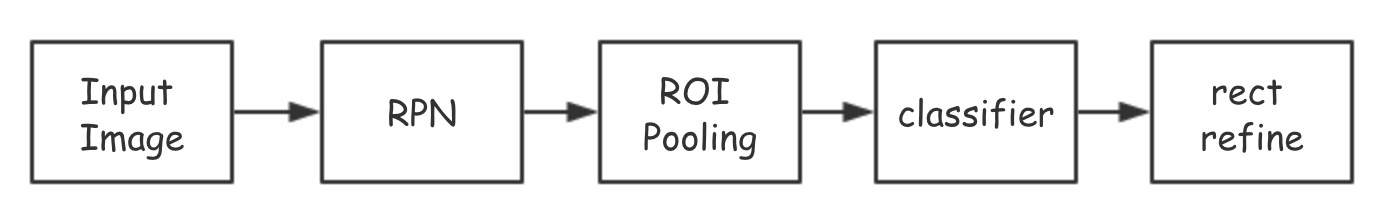 Input
Image
RPN
ROI
Pooling
classifier
rect
refine